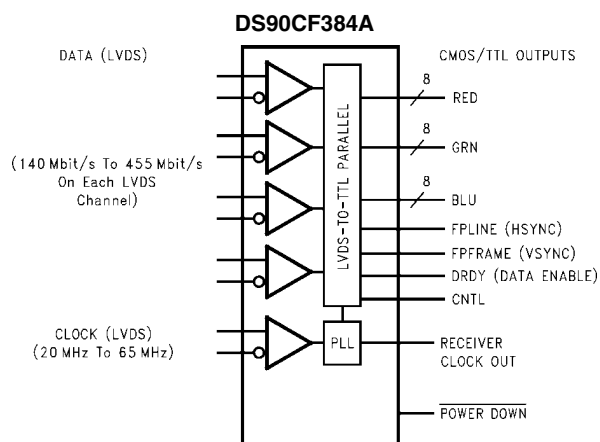 DS90CF384A
DATA (LVDS)
CMOS/TTL OUTPUTS
8
RED
8
GRN
(140 Mbit/s To 455 Mbit/s
On Each LVDS
Channel)
LVDS-TO-TTL PARALLEL
8
BLU
FPLINE (HSYNC)
FPFRAME (VSYNC)
DRDY (DATA ENABLE)
CNTL
CLOCK (LVDS)
(20 MHz To 65 MHz)
PLL
RECEIVER
CLOCK OUT
POWER DOWN